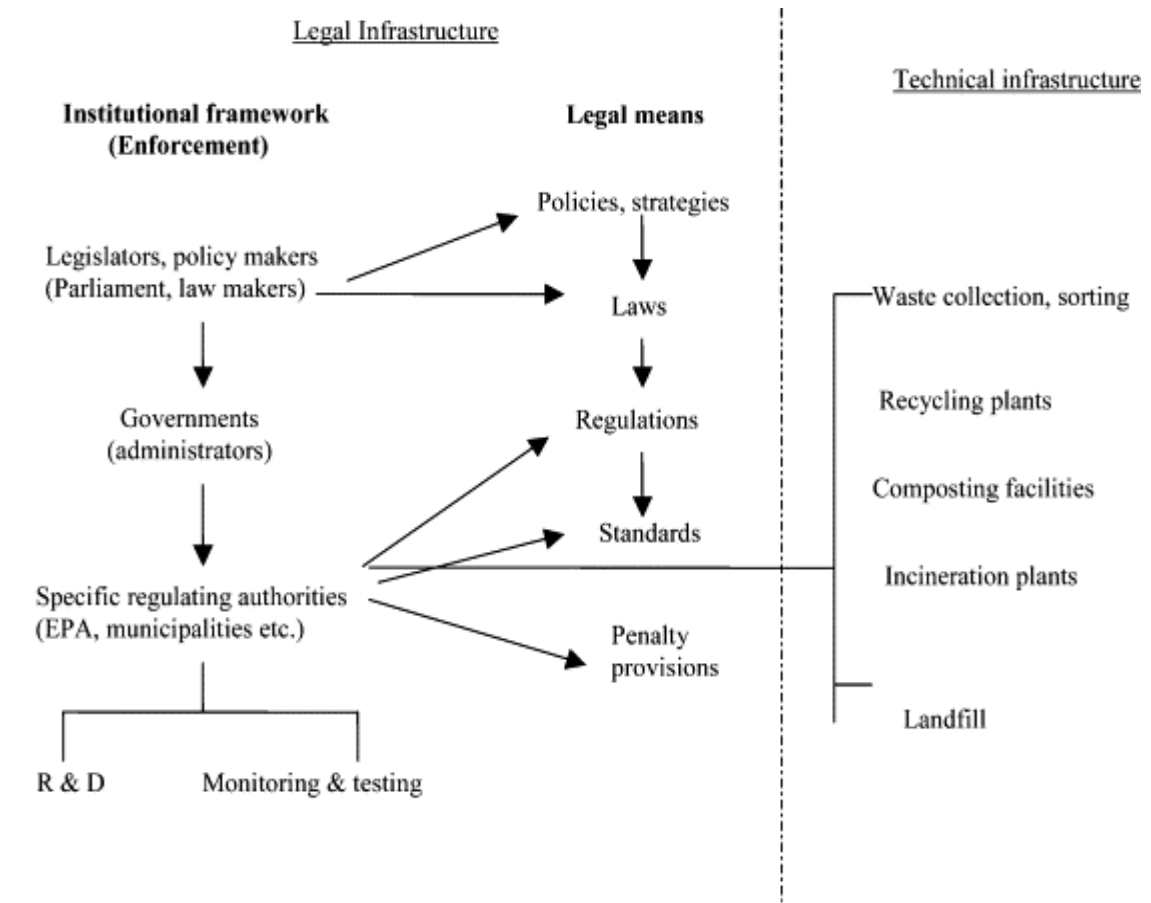 Legal Infrastructure
Technical infrastructure
Institutional framework
(Enforcement)
Legal means
Policies, strategies
Legislators, policy makers
(Parliament, law makers)
Laws
Waste collection, sorting
Governments
(administrators)
Regulations
Recycling plants
Composting facilities
Standards
Specific regulating authorities
(EPA, municipalities etc.)
Incineration plants
Penalty
provisions
Landfill
R & D
Monitoring & testing